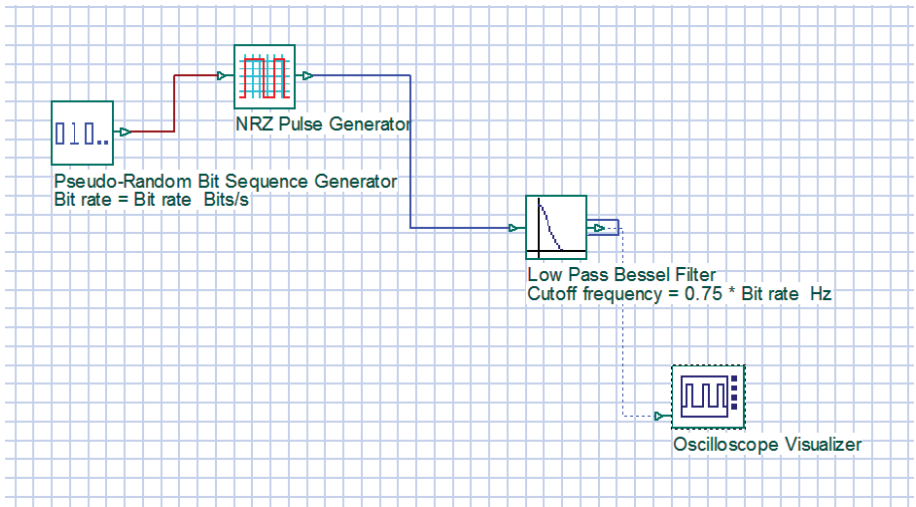 NRZ Pulse Generator
010..
Pseudo-Random Bit Sequence Generator
Bit rate = Bit rate  Bits/s
Low Pass Bessel Filter
Cutoff frequency = 0.75 * Bit rate  Hz
Oscilloscope Visualizer